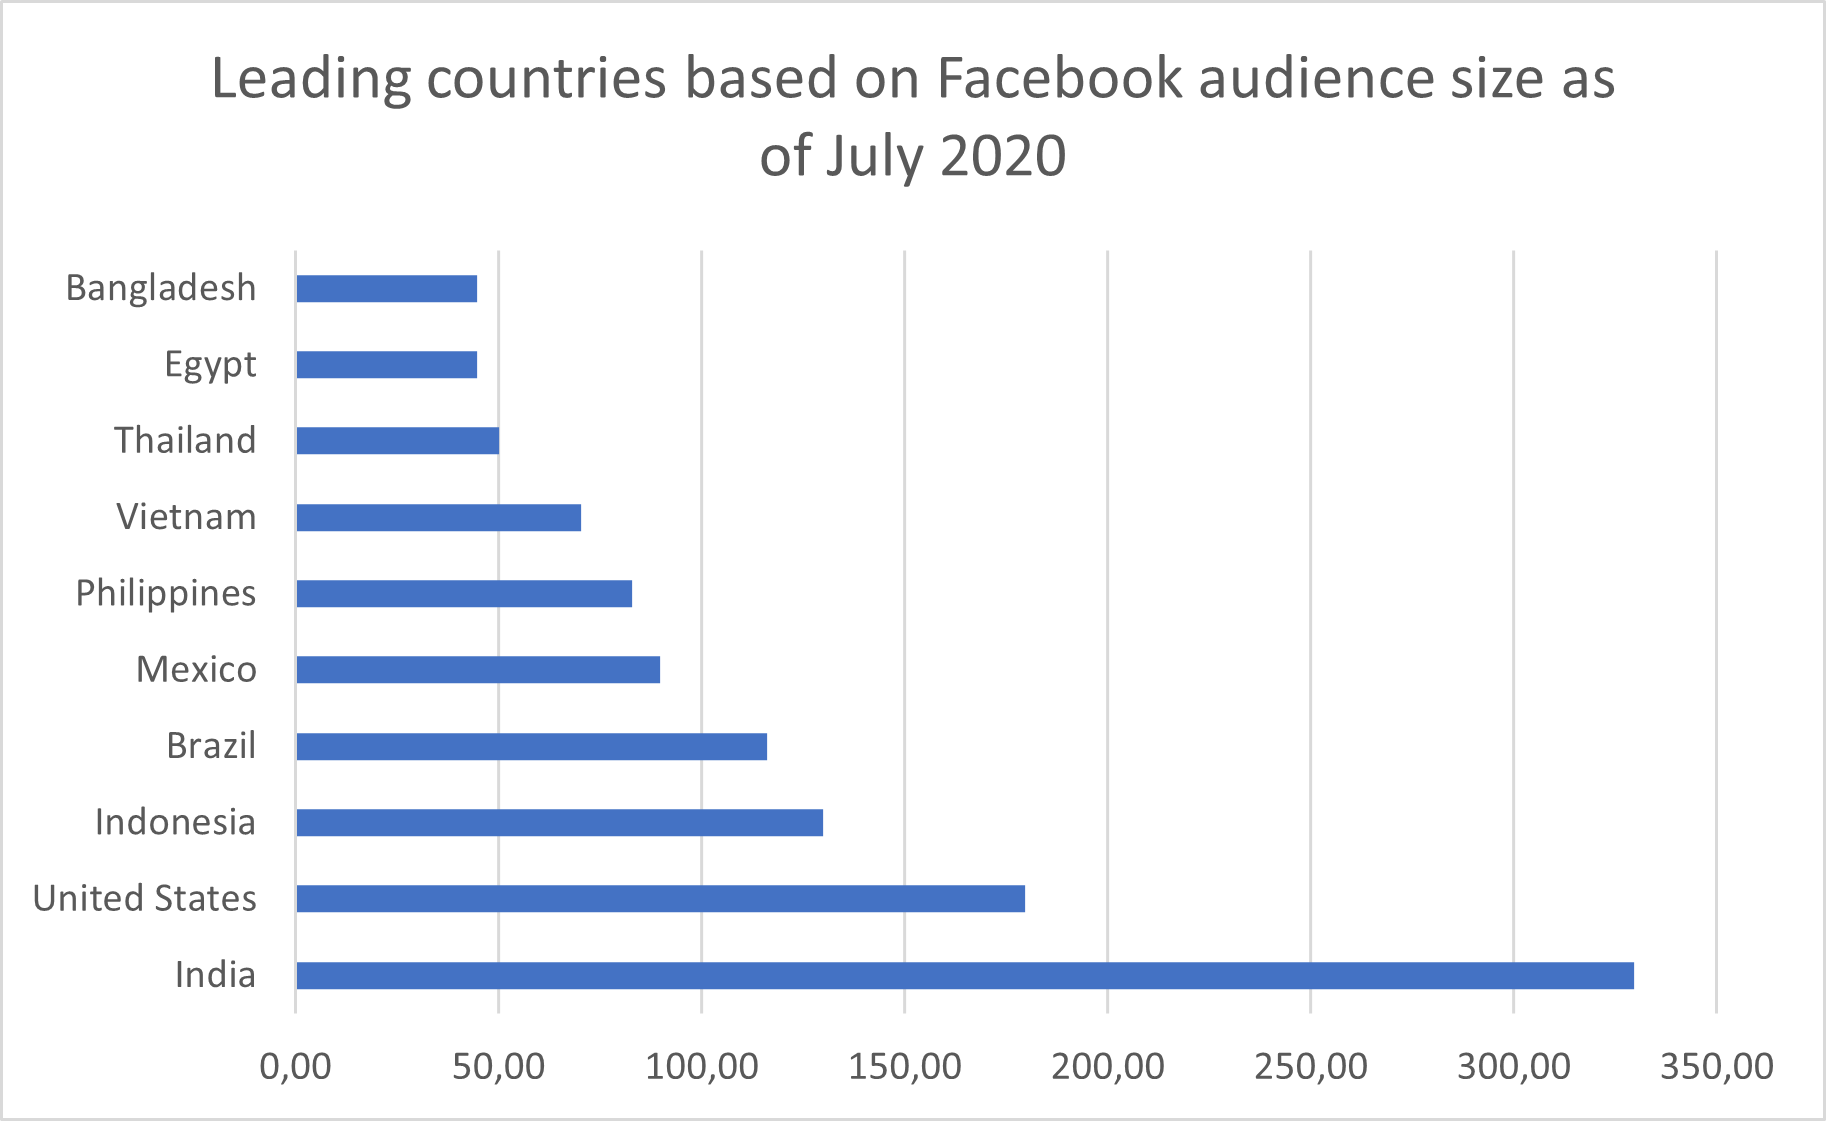 Leading countries based on Facebook audience size as
of July 2020
Bangladesh
Egypt
Thailand
Vietnam
Philippines
Mexico
Brazil
Indonesia
United States
India
0,00 50,00 100,00 150,00 200,00 250,00 300,00 350,00